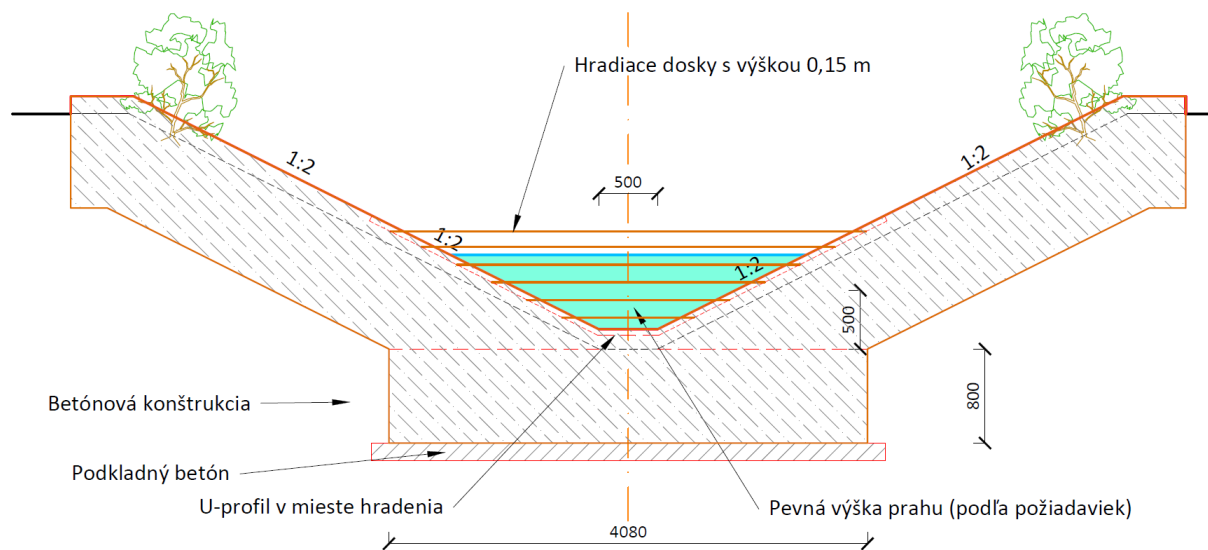 Hradiace dosky s výškou 0,15 m
1:2
1:2
500
1:2
1:2
500
Betónová konštrukcia
800
Podkladný betón
U-profil v mieste hradenia
Pevná výška prahu (podľa požiadaviek)
4080